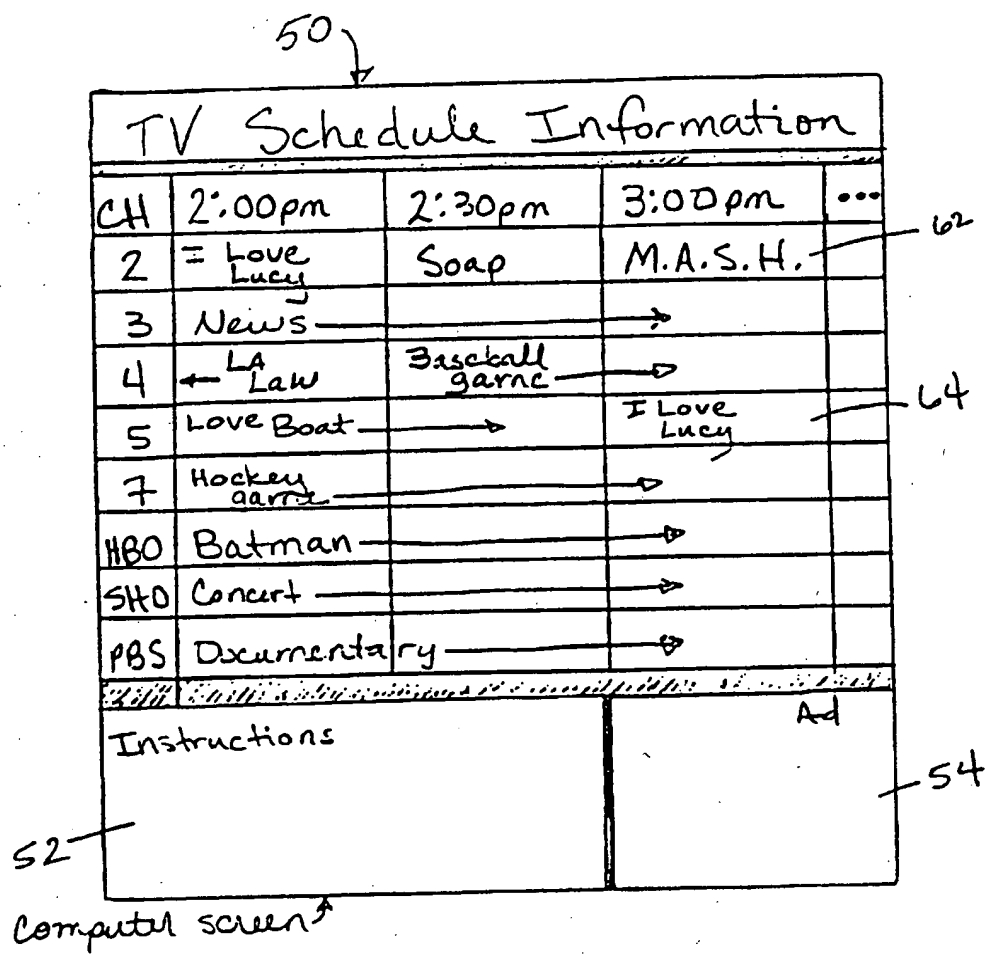 50
TV Schedule Information
CH 2:00pm 2:30pm 3:00pm •••
62
2 I Love Lucy Soap M.A.S.H.
3 News
4 LA Law Baseball game
64
5 Love Boat I Love Lucy
7 Hockey game
HBO Batman
SHO Concert
PBS Documentary
Ad
Instructions
54
52
Computer screen